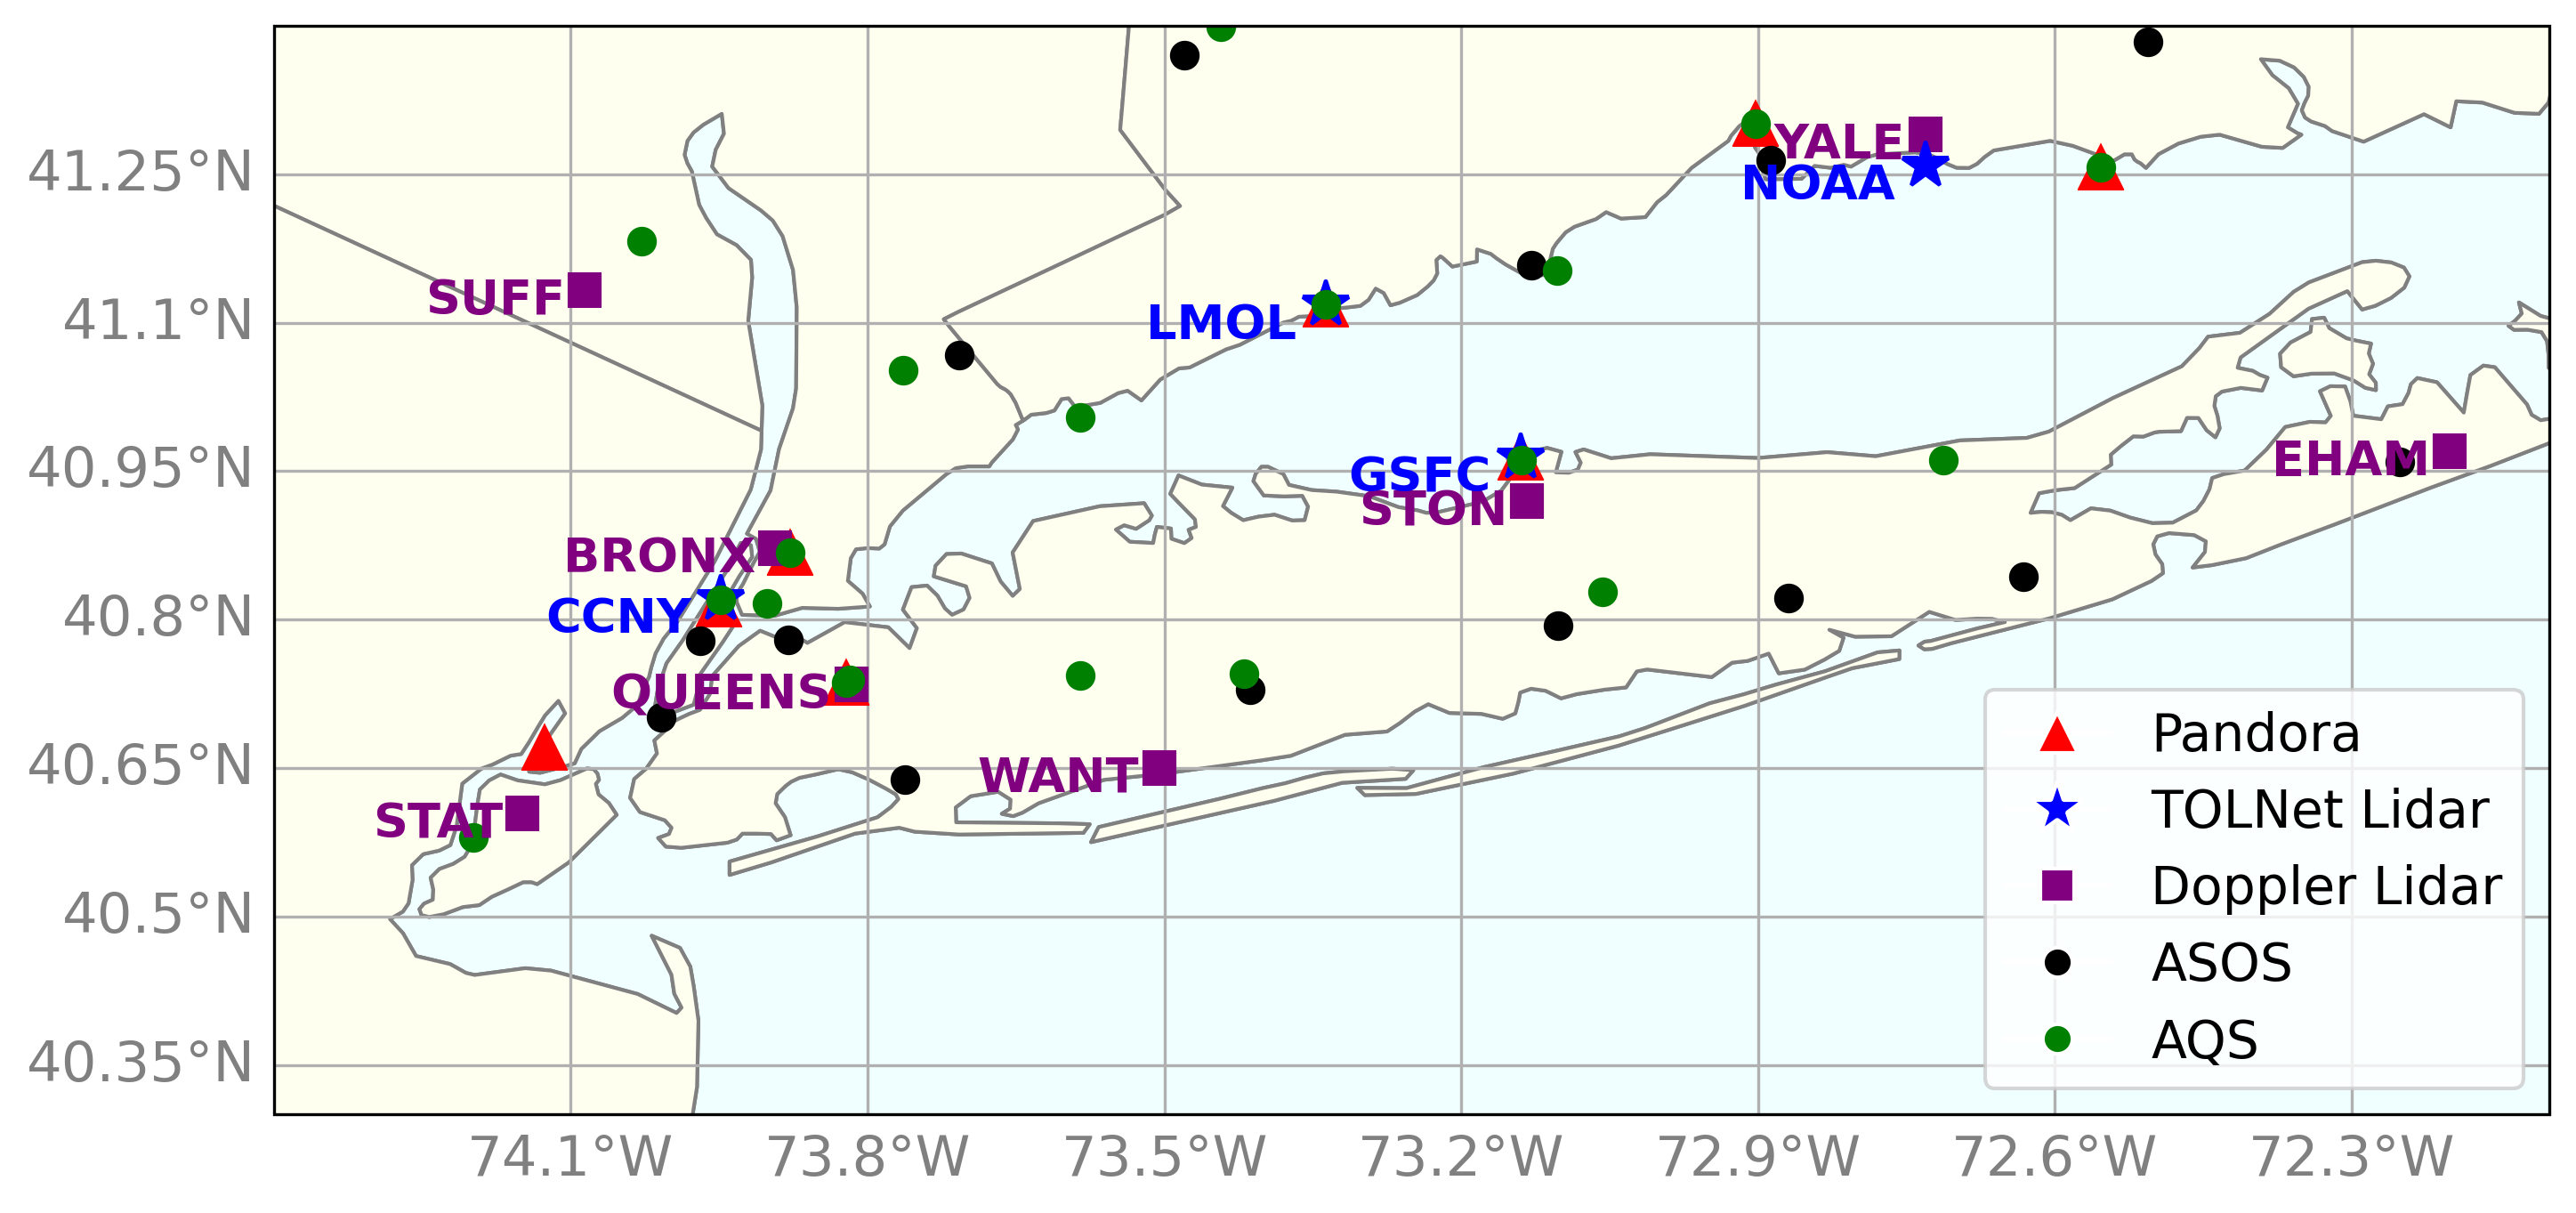 41.25°N
41.1°N
40.95°N
40.8°N
40.65°N
40.5°N
40.35°N
YALE
NOAA
SUFF
LMOL
GSFC
EHAM
STON
BRONX
CCNY
QUEENS
WANT
STAT
Pandora
TOLNet Lidar
Doppler Lidar
ASOS
AQS
74.1°W
73.8°W
73.5°W
73.2°W
72.9°W
72.6°W
72.3°W